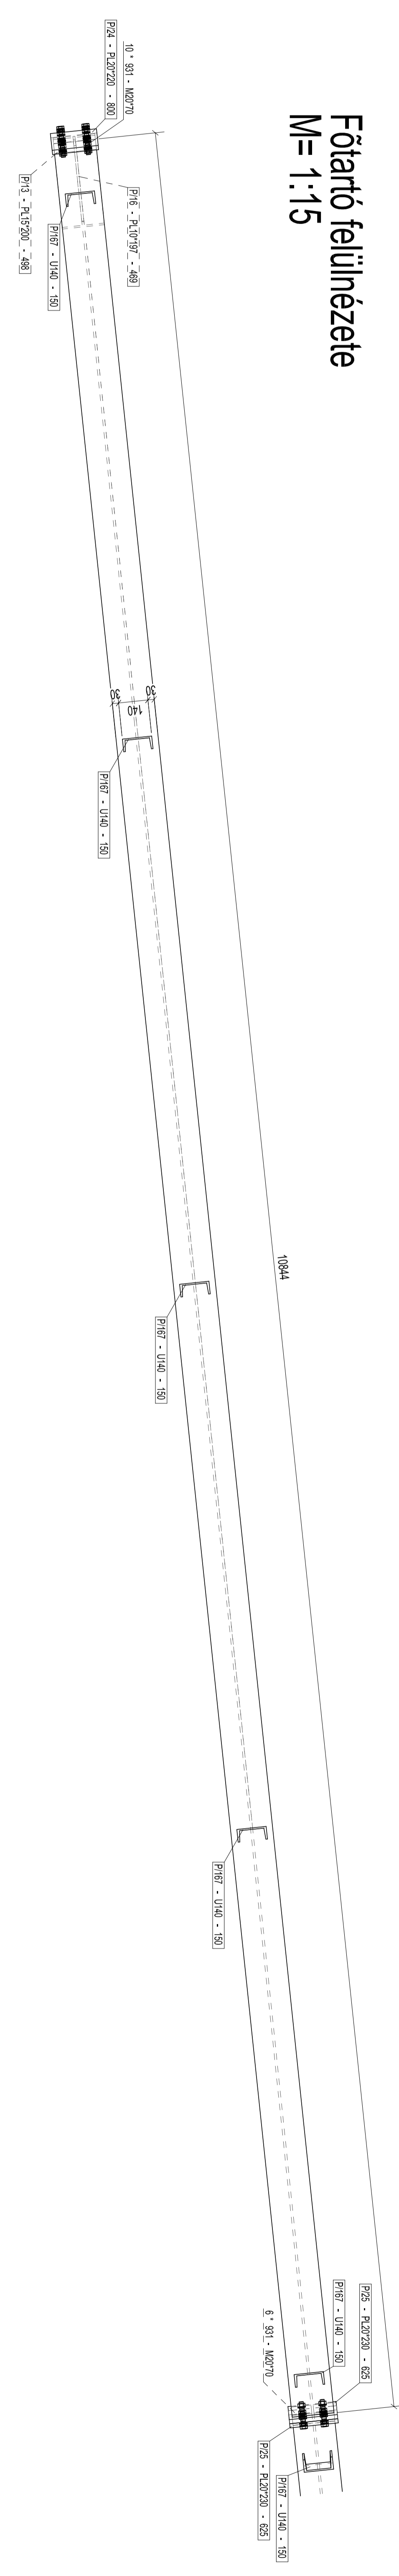 Fõtartó felülnézete
M= 1:15
10 * 931 - M20*70
P/24 - PL20*220 - 800
P/16 - PL10*197 - 469
P/167 - U140 - 150
P/13 - PL15*200 - 498
30
140
30
P/167 - U140 - 150
10844
P/167 - U140 - 150
P/167 - U140 - 150
P/25 - PL20*230 - 625
P/167 - U140 - 150
6 * 931 - M20*70
P/167 - U140 - 150
P/25 - PL20*230 - 625